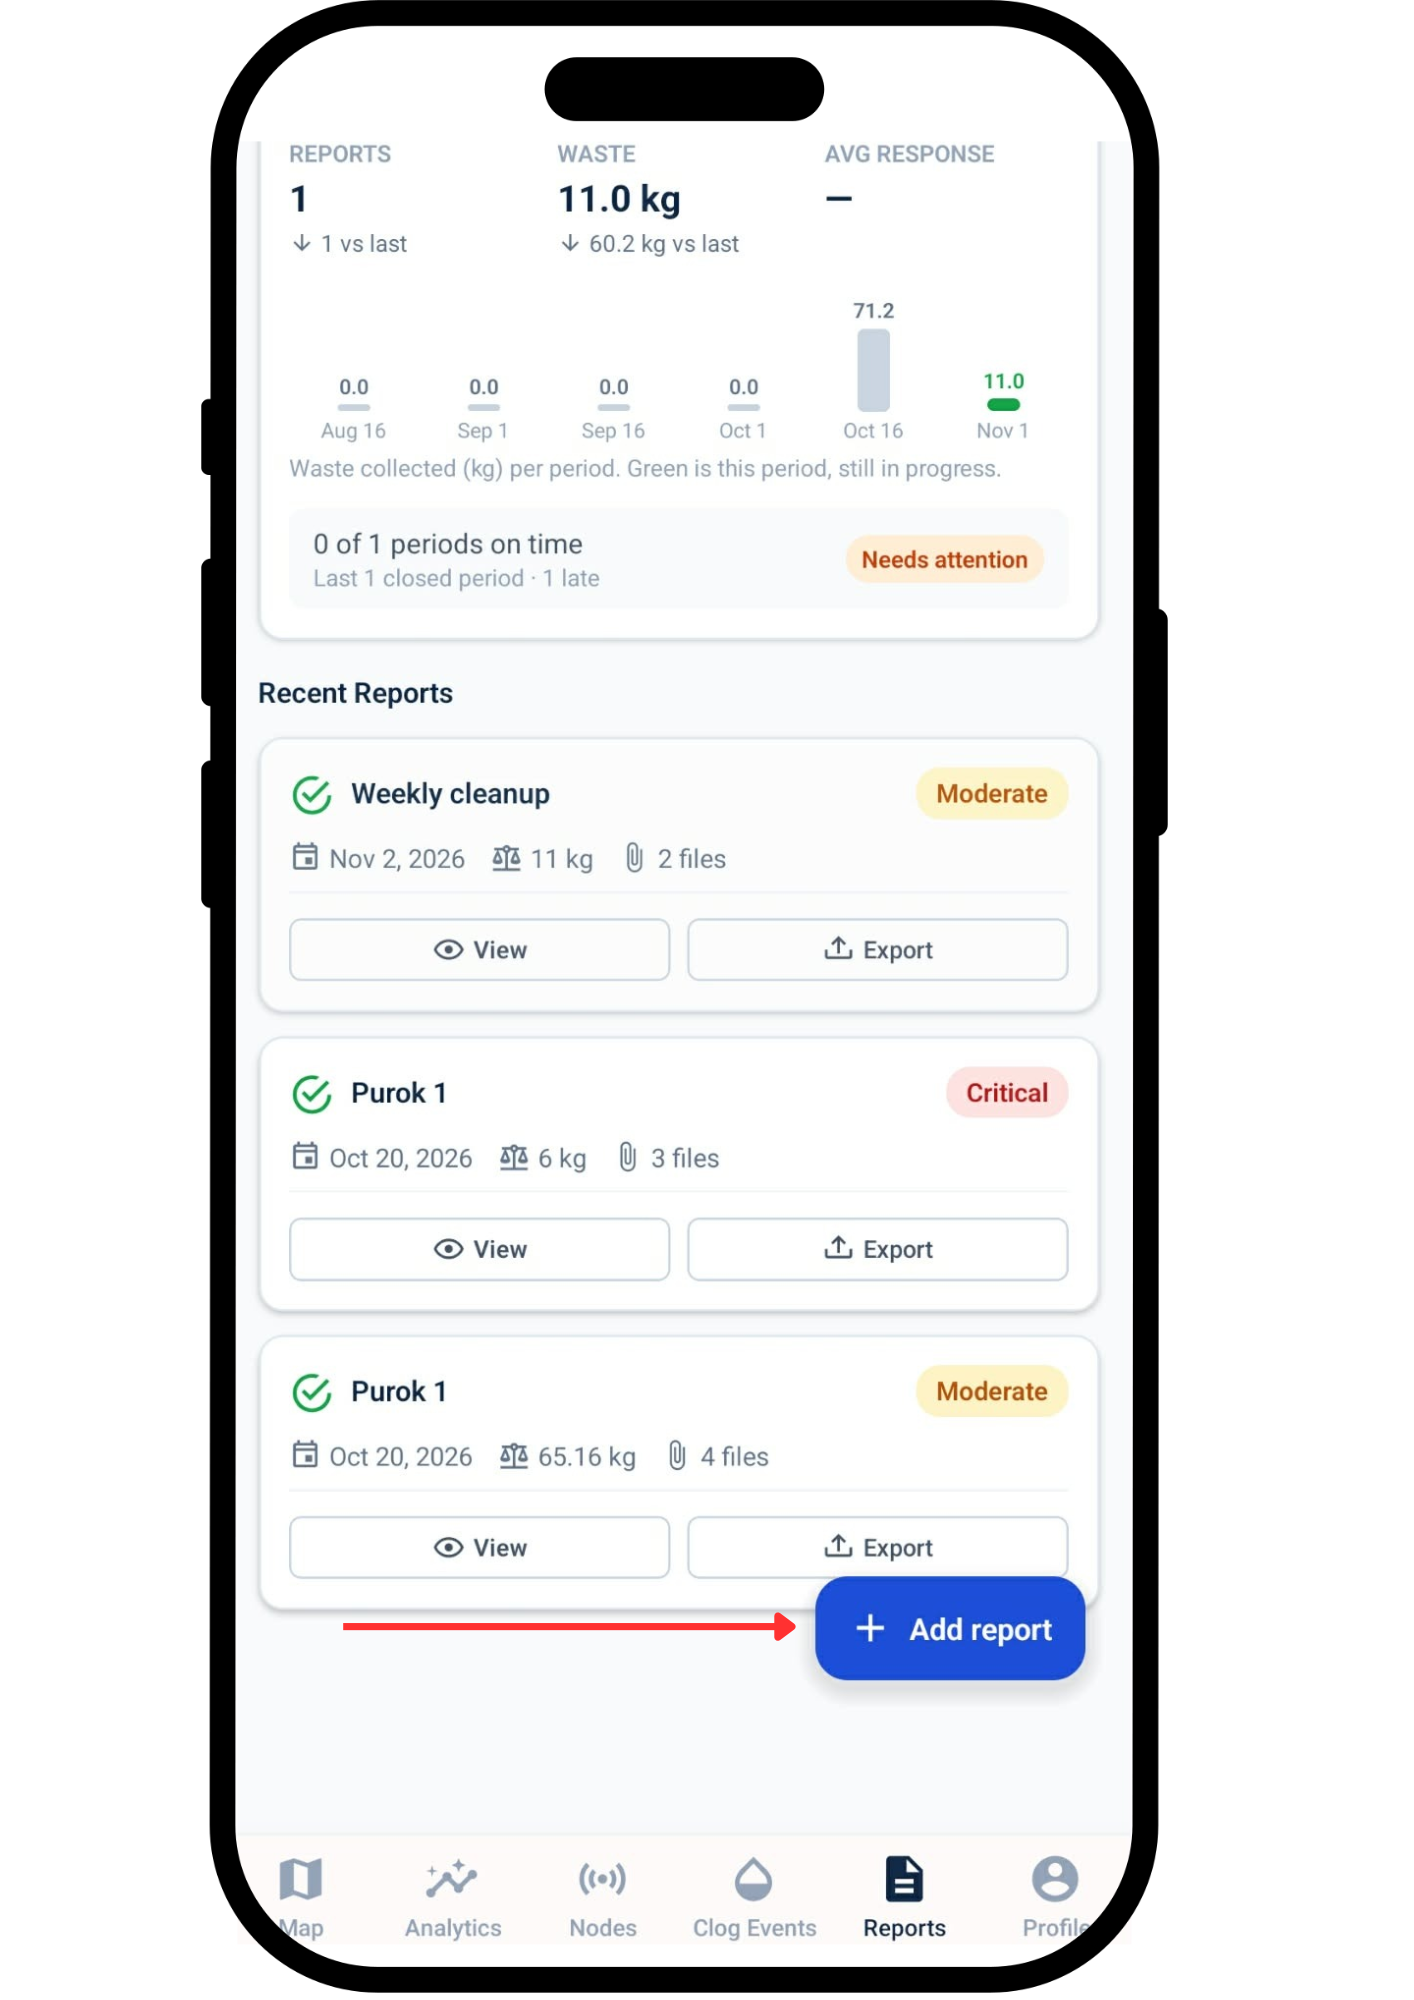 REPORTS WASTE AVG RESPONSE
1 11.0 kg –
↓ 1 vs last ↓ 60.2 kg vs last
71.2
0.0 0.0 0.0 0.0 11.0
Aug 16 Sep 1 Sep 16 Oct 1 Oct 16 Nov 1
Waste collected (kg) per period. Green is this period, still in progress.
0 of 1 periods on time
Needs attention
Last 1 closed period · 1 late
Recent Reports
Weekly cleanup Moderate
Nov 2, 2026 11 kg 2 files
View Export
Purok 1 Critical
Oct 20, 2026 6 kg 3 files
View Export
Purok 1 Moderate
Oct 20, 2026 65.16 kg 4 files
View Export
+ Add report
Map Analytics Nodes Clog Events Reports Profile